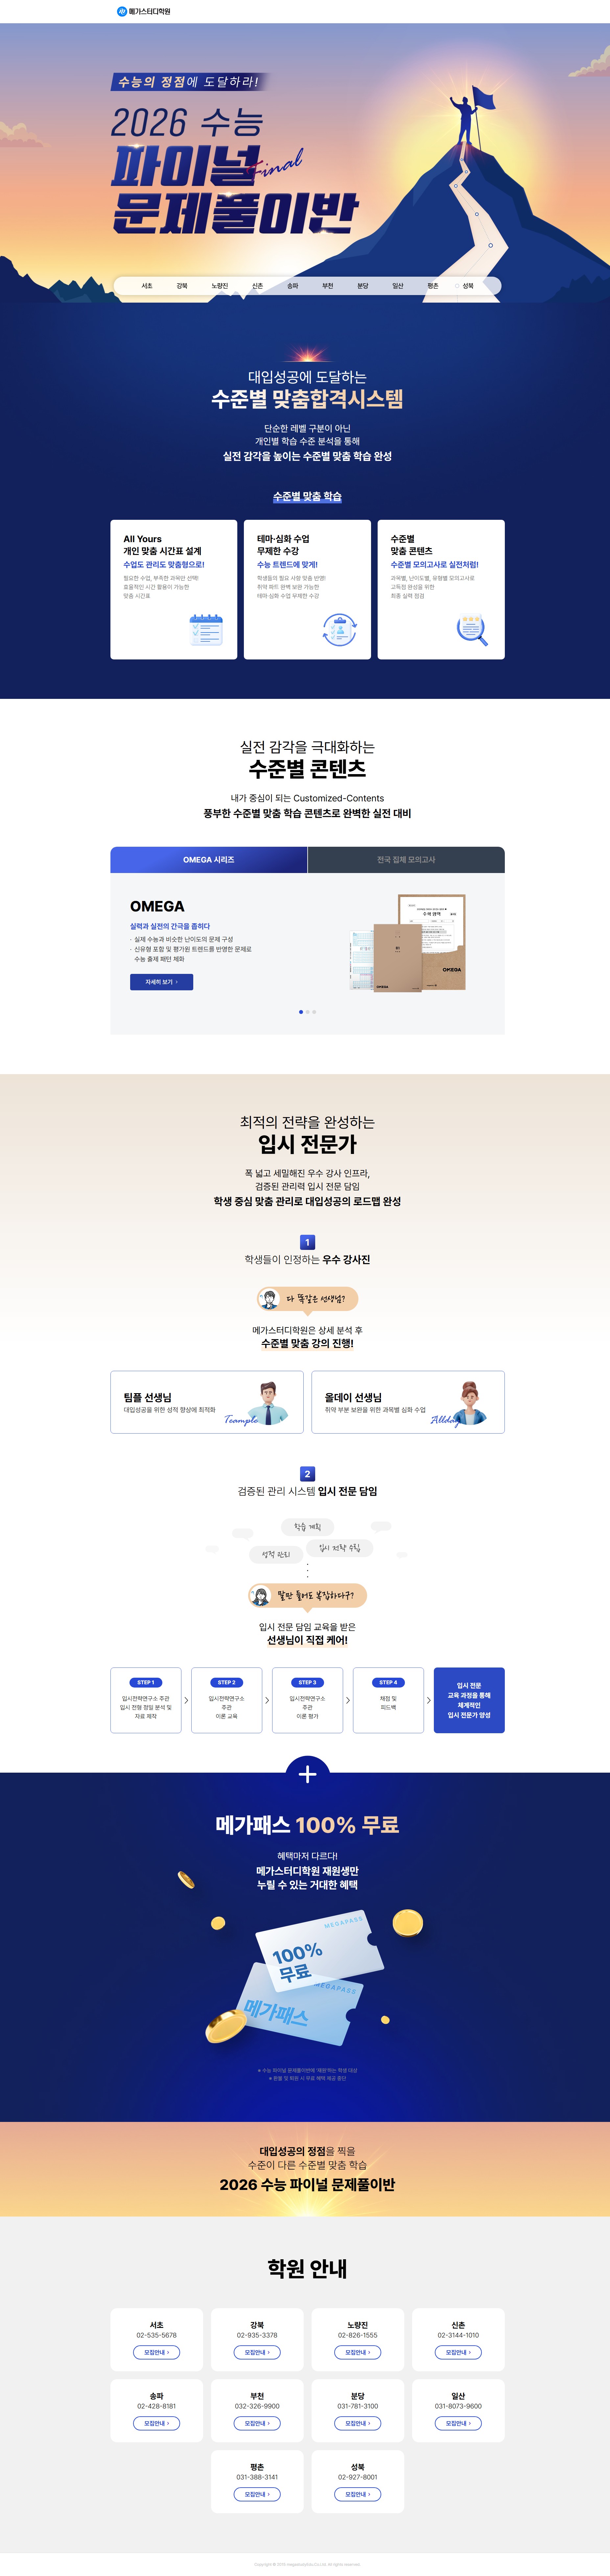 메가스터디학원
수능의 정점에 도달하라!
2026 수능
파이널
Final
문제풀이반
서초 강북 노량진 신촌 송파 부천 분당 일산 평촌 성북
대입성공에 도달하는
수준별 맞춤합격시스템
단순한 레벨 구분이 아닌
개인별 학습 수준 분석을 통해
실전 감각을 높이는 수준별 맞춤 학습 완성
수준별 맞춤 학습
All Yours
개인 맞춤 시간표 설계
수업도 관리도 맞춤형으로!
필요한 수업, 부족한 과목만 선택!
효율적인 시간 활용이 가능한
맞춤 시간표
테마·심화 수업
무제한 수강
수능 트렌드에 맞게!
학생들의 필요 사항 맞춤 반영!
취약 파트 완벽 보완 가능한
테마·심화 수업 무제한 수강
수준별
맞춤 콘텐츠
수준별 모의고사로 실전처럼!
과목별, 난이도별, 유형별 모의고사로
고득점 완성을 위한
최종 실력 점검
실전 감각을 극대화하는
수준별 콘텐츠
내가 중심이 되는 Customized-Contents
풍부한 수준별 맞춤 학습 콘텐츠로 완벽한 실전 대비
OMEGA 시리즈
전국 집체 모의고사
OMEGA
실력과 실전의 간극을 좁히다
· 실제 수능과 비슷한 난이도의 문제 구성
· 신유형 포함 및 평가원 트렌드를 반영한 문제로
수능 출제 패턴 체화
자세히 보기 >
OMEGA
최적의 전략을 완성하는
입시 전문가
폭 넓고 세밀해진 우수 강사 인프라,
검증된 관리력 입시 전문 담임
학생 중심 맞춤 관리로 대입성공의 로드맵 완성
1
학생들이 인정하는 우수 강사진
다 똑같은 선생님?
메가스터디학원은 상세 분석 후
수준별 맞춤 강의 진행!
팀플 선생님
대입성공을 위한 성적 향상에 최적화
Teample
올데이 선생님
취약 부분 보완을 위한 과목별 심화 수업
Allday
2
검증된 관리 시스템 입시 전문 담임
학습 계획
성적 관리
입시 전략 수립
말만 들어도 복잡하다구?
입시 전문 담임 교육을 받은
선생님이 직접 케어!
STEP 1
입시전략연구소 주관
입시 전형 정밀 분석 및
자료 제작
STEP 2
입시전략연구소
주관
이론 교육
STEP 3
입시전략연구소
주관
이론 평가
STEP 4
채점 및
피드백
입시 전문
교육 과정을 통해
체계적인
입시 전문가 양성
메가패스 100% 무료
혜택마저 다르다!
메가스터디학원 재원생만
누릴 수 있는 거대한 혜택
MEGAPASS
100%
무료
MEGAPASS
메가패스
※ 수능 파이널 문제풀이반에 '재원'하는 학생 대상
※ 환불 및 퇴원 시 무료 혜택 제공 중단
대입성공의 정점을 찍을
수준이 다른 수준별 맞춤 학습
2026 수능 파이널 문제풀이반
학원 안내
서초
02-535-5678
모집안내 >
강북
02-935-3378
모집안내 >
노량진
02-826-1555
모집안내 >
신촌
02-3144-1010
모집안내 >
송파
02-428-8181
모집안내 >
부천
032-326-9900
모집안내 >
분당
031-781-3100
모집안내 >
일산
031-8073-9600
모집안내 >
평촌
031-388-3141
모집안내 >
성북
02-927-8001
모집안내 >